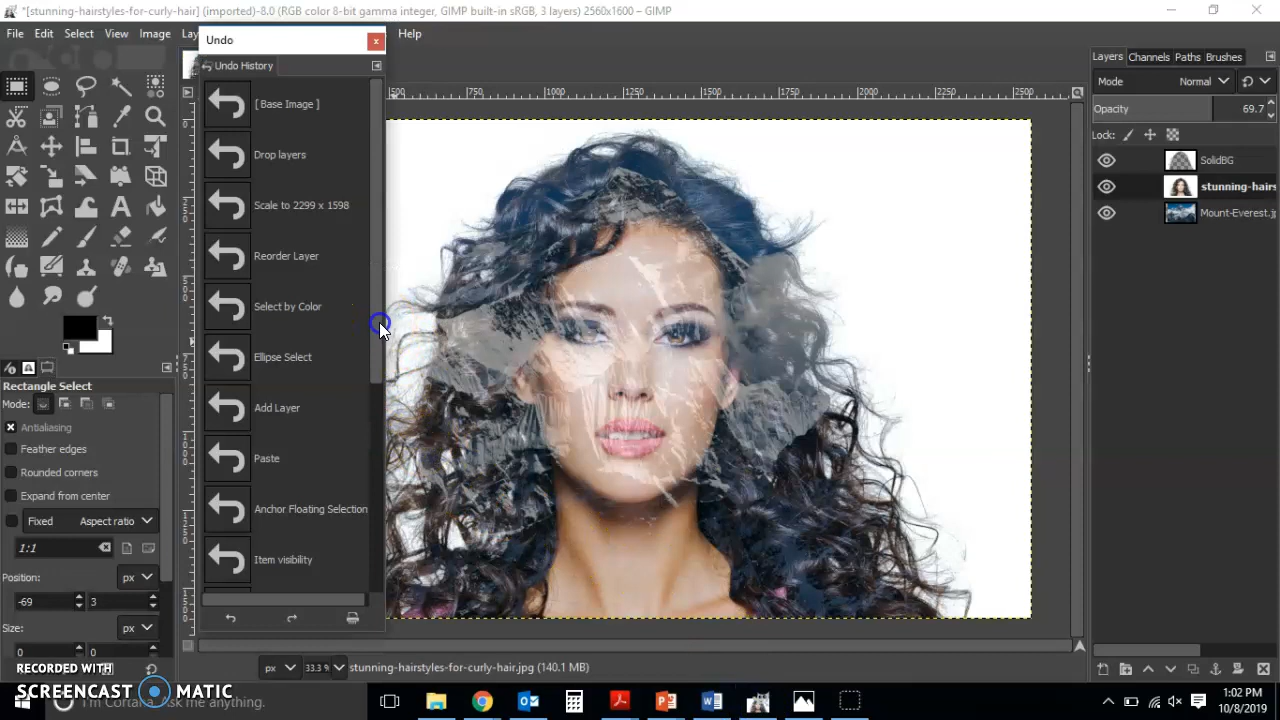 *[stunning-hairstyles-for-curly-hair] (imported)-8.0 (RGB color 8-bit gamma integer, GIMP built-in sRGB, 3 layers) 2560x1600 – GIMP
File Edit Select View Image Help
Undo
Undo History
[ Base Image ]
Drop layers
Scale to 2299 x 1598
Reorder Layer
Select by Color
Ellipse Select
Add Layer
Paste
Anchor Floating Selection
Item visibility
500 750 1000 1250 1500 1750 2000 2250 2500
Rectangle Select
Mode:
Antialiasing
Feather edges
Rounded corners
Expand from center
Fixed Aspect ratio
1:1
Position: px
-69 3
Size: px
0 0
Layers Channels Paths Brushes
Mode Normal
Opacity 69.7
Lock:
SolidBG
stunning-hairs
Mount-Everest.j
px 33.3 % stunning-hairstyles-for-curly-hair.jpg (140.1 MB)
RECORDED WITH
SCREENCAST MATIC
I'm Cortana. Ask me anything.
1:02 PM
10/8/2019